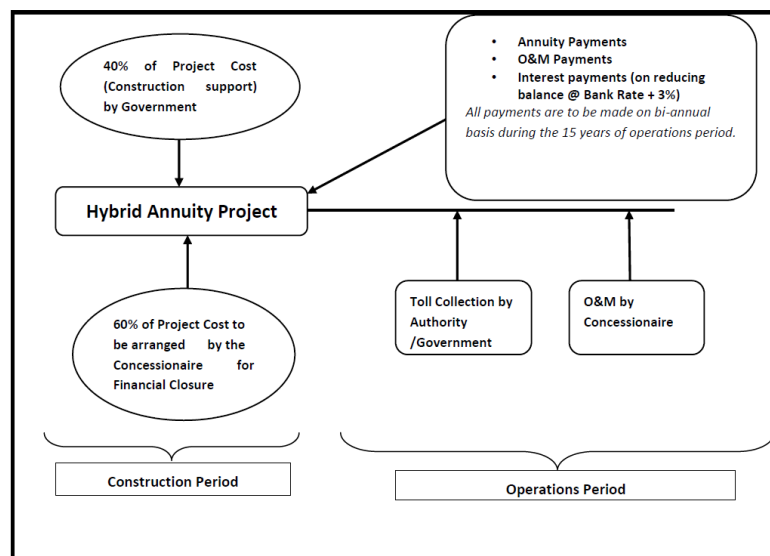 40% of Project Cost
(Construction support)
by Government
• Annuity Payments
• O&M Payments
• Interest payments (on reducing
balance @ Bank Rate + 3%)
All payments are to be made on bi-annual
basis during the 15 years of operations period.
Hybrid Annuity Project
60% of Project Cost to
be arranged by the
Concessionaire for
Financial Closure
Toll Collection by
Authority
/Government
O&M by
Concessionaire
Construction Period
Operations Period